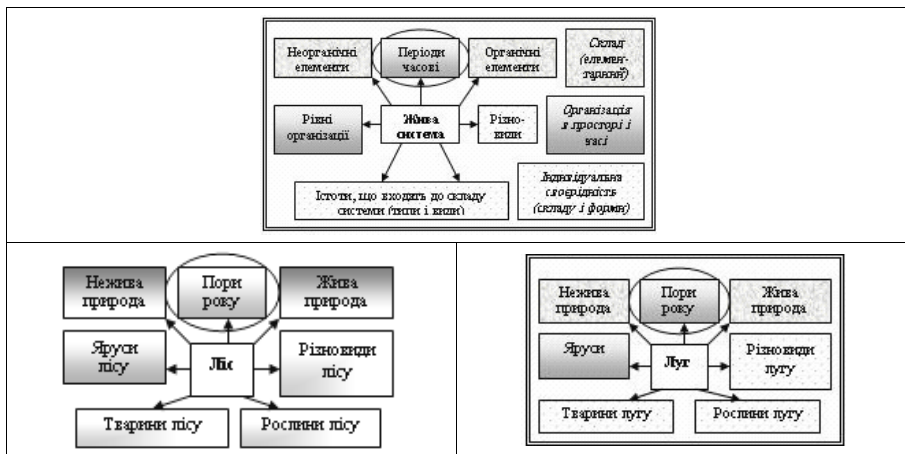 Неорганічні
елементи
Періоди
часові
Органічні
елементи
Склад
(елемен-
тарний)
Рівні
організації
Жива
система
Різно-
види
Організація
в просторі і
часі
Істоти, що входять до складу
системи (типи і види)
Індивідуальна
своєрідність
(складу і форми)
Нежива
природа
Пори
року
Жива
природа
Яруси
лісу
Ліс
Різновиди
лісу
Тварини лісу
Рослини лісу
Нежива
природа
Пори
року
Жива
природа
Яруси
Луг
Різновиди
лугу
Тварини лугу
Рослини лугу